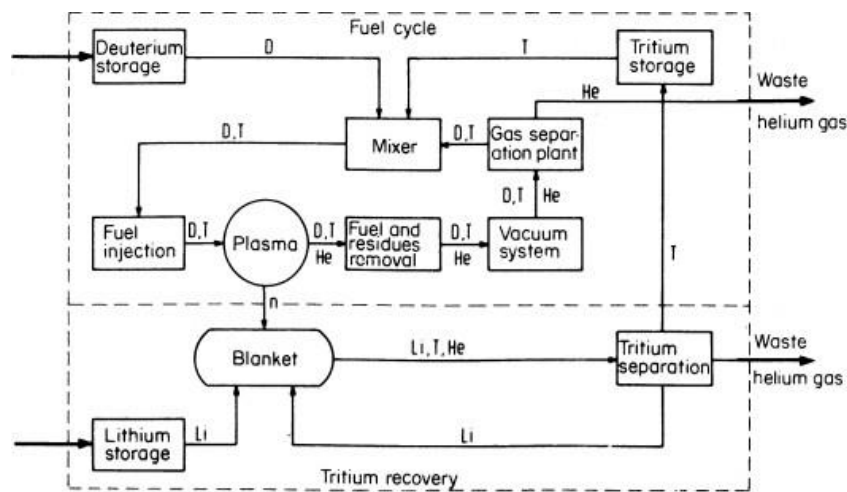 Fuel cycle
Deuterium
storage
D
T
Tritium
storage
Waste
He
helium gas
D,T
Mixer
D,T
Gas separ-
ation plant
D,T
He
Fuel
injection
D,T
Plasma
D,T
He
Fuel and
residues
removal
D,T
He
Vacuum
system
T
n
Blanket
Li,T,He
Tritium
separation
Waste
helium gas
Lithium
storage
Li
Li
Tritium recovery